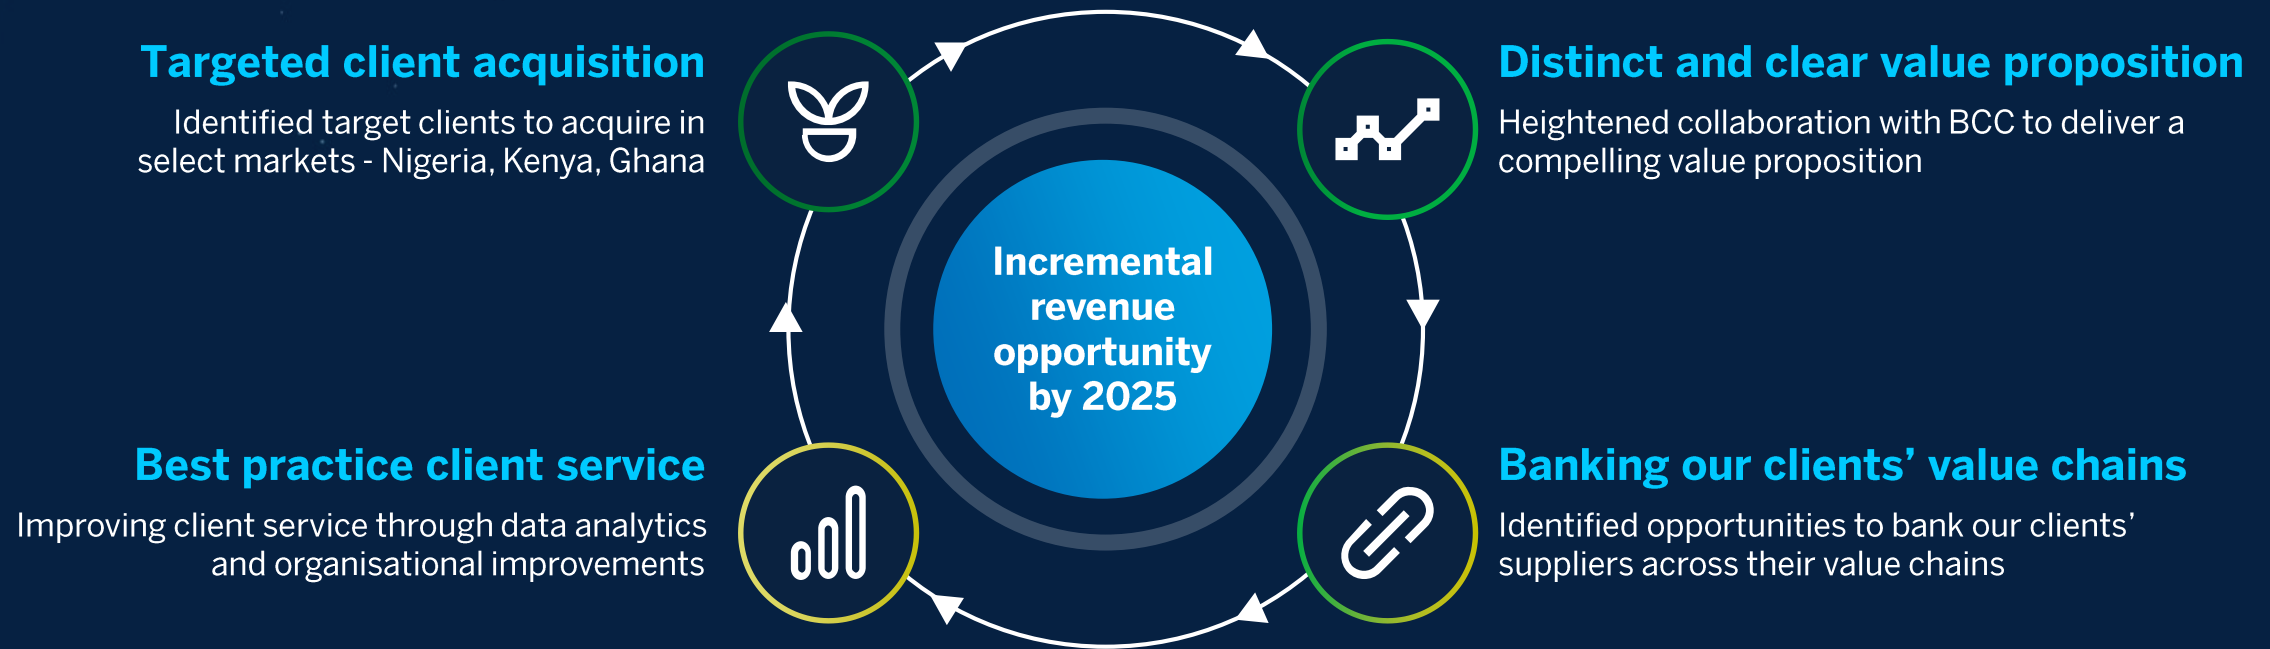 Targeted client acquisition
Identified target clients to acquire in
select markets - Nigeria, Kenya, Ghana
Distinct and clear value proposition
Heightened collaboration with BCC to deliver a
compelling value proposition
Incremental
revenue
opportunity
by 2025
Best practice client service
Improving client service through data analytics
and organisational improvements
Banking our clients’ value chains
Identified opportunities to bank our clients’
suppliers across their value chains